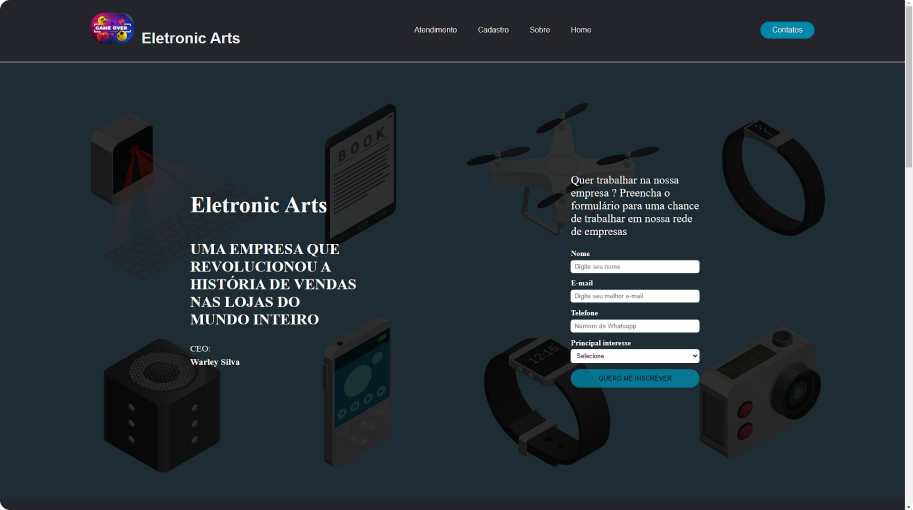 GAME OVER
Eletronic Arts
Atendimento
Cadastro
Sobre
Home
Contatos
BOOK
Eletronic Arts
UMA EMPRESA QUE
REVOLUCIONOU A
HISTÓRIA DE VENDAS
NAS LOJAS DO
MUNDO INTEIRO
CEO:
Warley Silva
Quer trabalhar na nossa
empresa ? Preencha o
formulário para uma chance
de trabalhar em nossa rede
de empresas
Nome
Digite seu nome
E-mail
Digite seu melhor e-mail
Telefone
Número de Whatsapp
Principal interesse
Selecione
QUERO ME INSCREVER
12:15